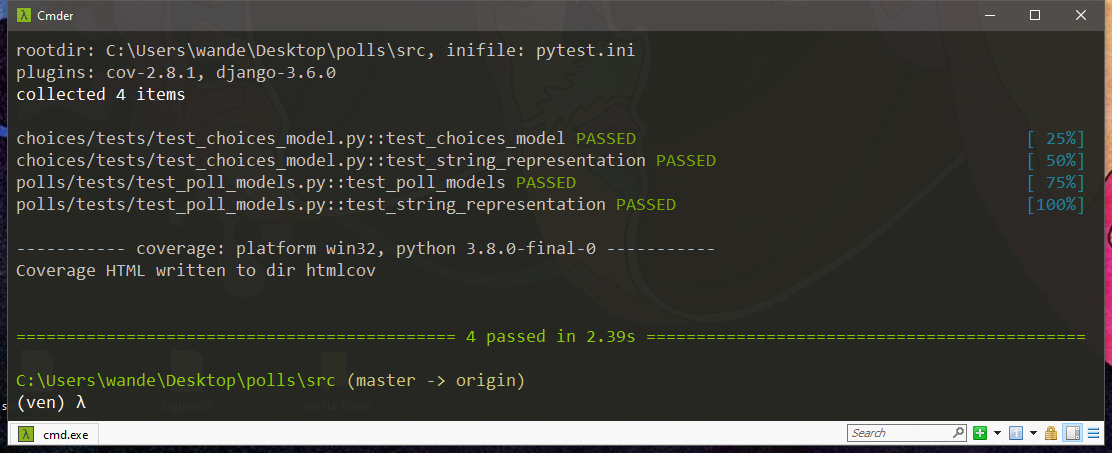 Cmder
rootdir: C:\Users\wande\Desktop\polls\src, inifile: pytest.ini
plugins: cov-2.8.1, django-3.6.0
collected 4 items
choices/tests/test_choices_model.py::test_choices_model PASSED [ 25%]
choices/tests/test_choices_model.py::test_string_representation PASSED [ 50%]
polls/tests/test_poll_models.py::test_poll_models PASSED [ 75%]
polls/tests/test_poll_models.py::test_string_representation PASSED [100%]
----------- coverage: platform win32, python 3.8.0-final-0 -----------
Coverage HTML written to dir htmlcov
============================================ 4 passed in 2.39s ============================================
C:\Users\wande\Desktop\polls\src (master -> origin)
(ven) λ
cmd.exe
Search